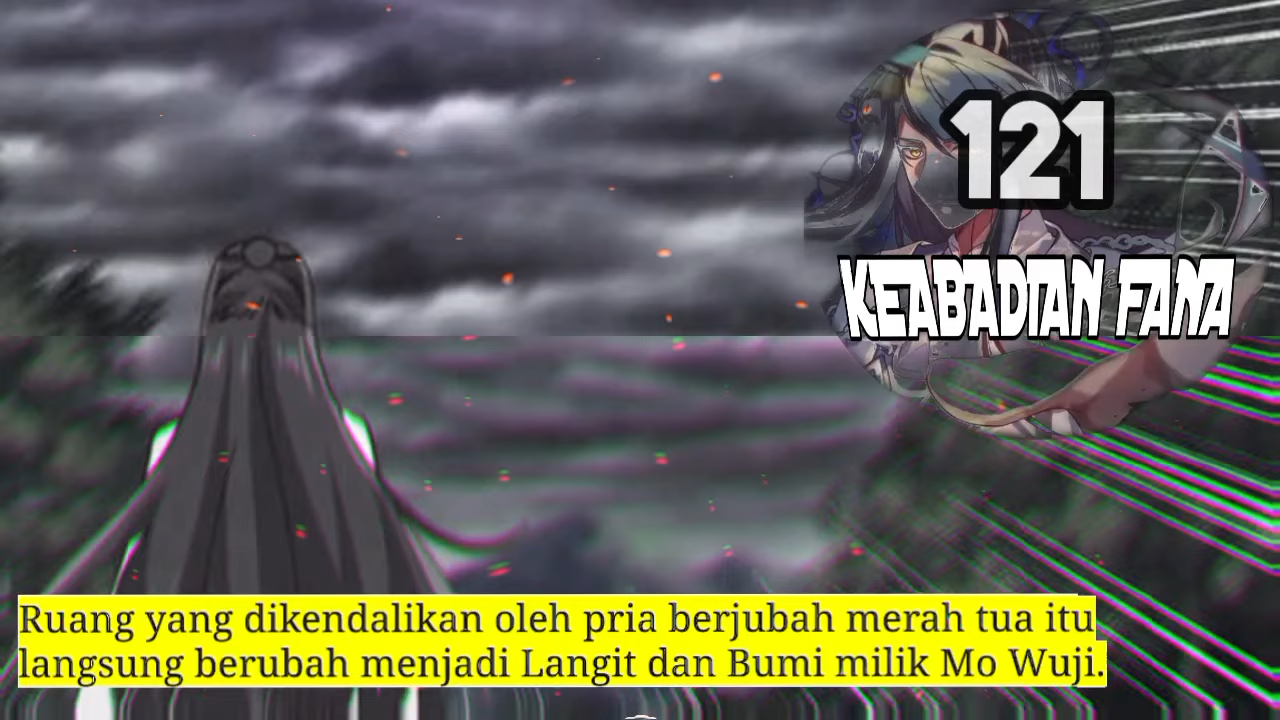 121
KEABADIAN FANA
Ruang yang dikendalikan oleh pria berjubah merah tua itu
langsung berubah menjadi Langit dan Bumi milik Mo Wuji.